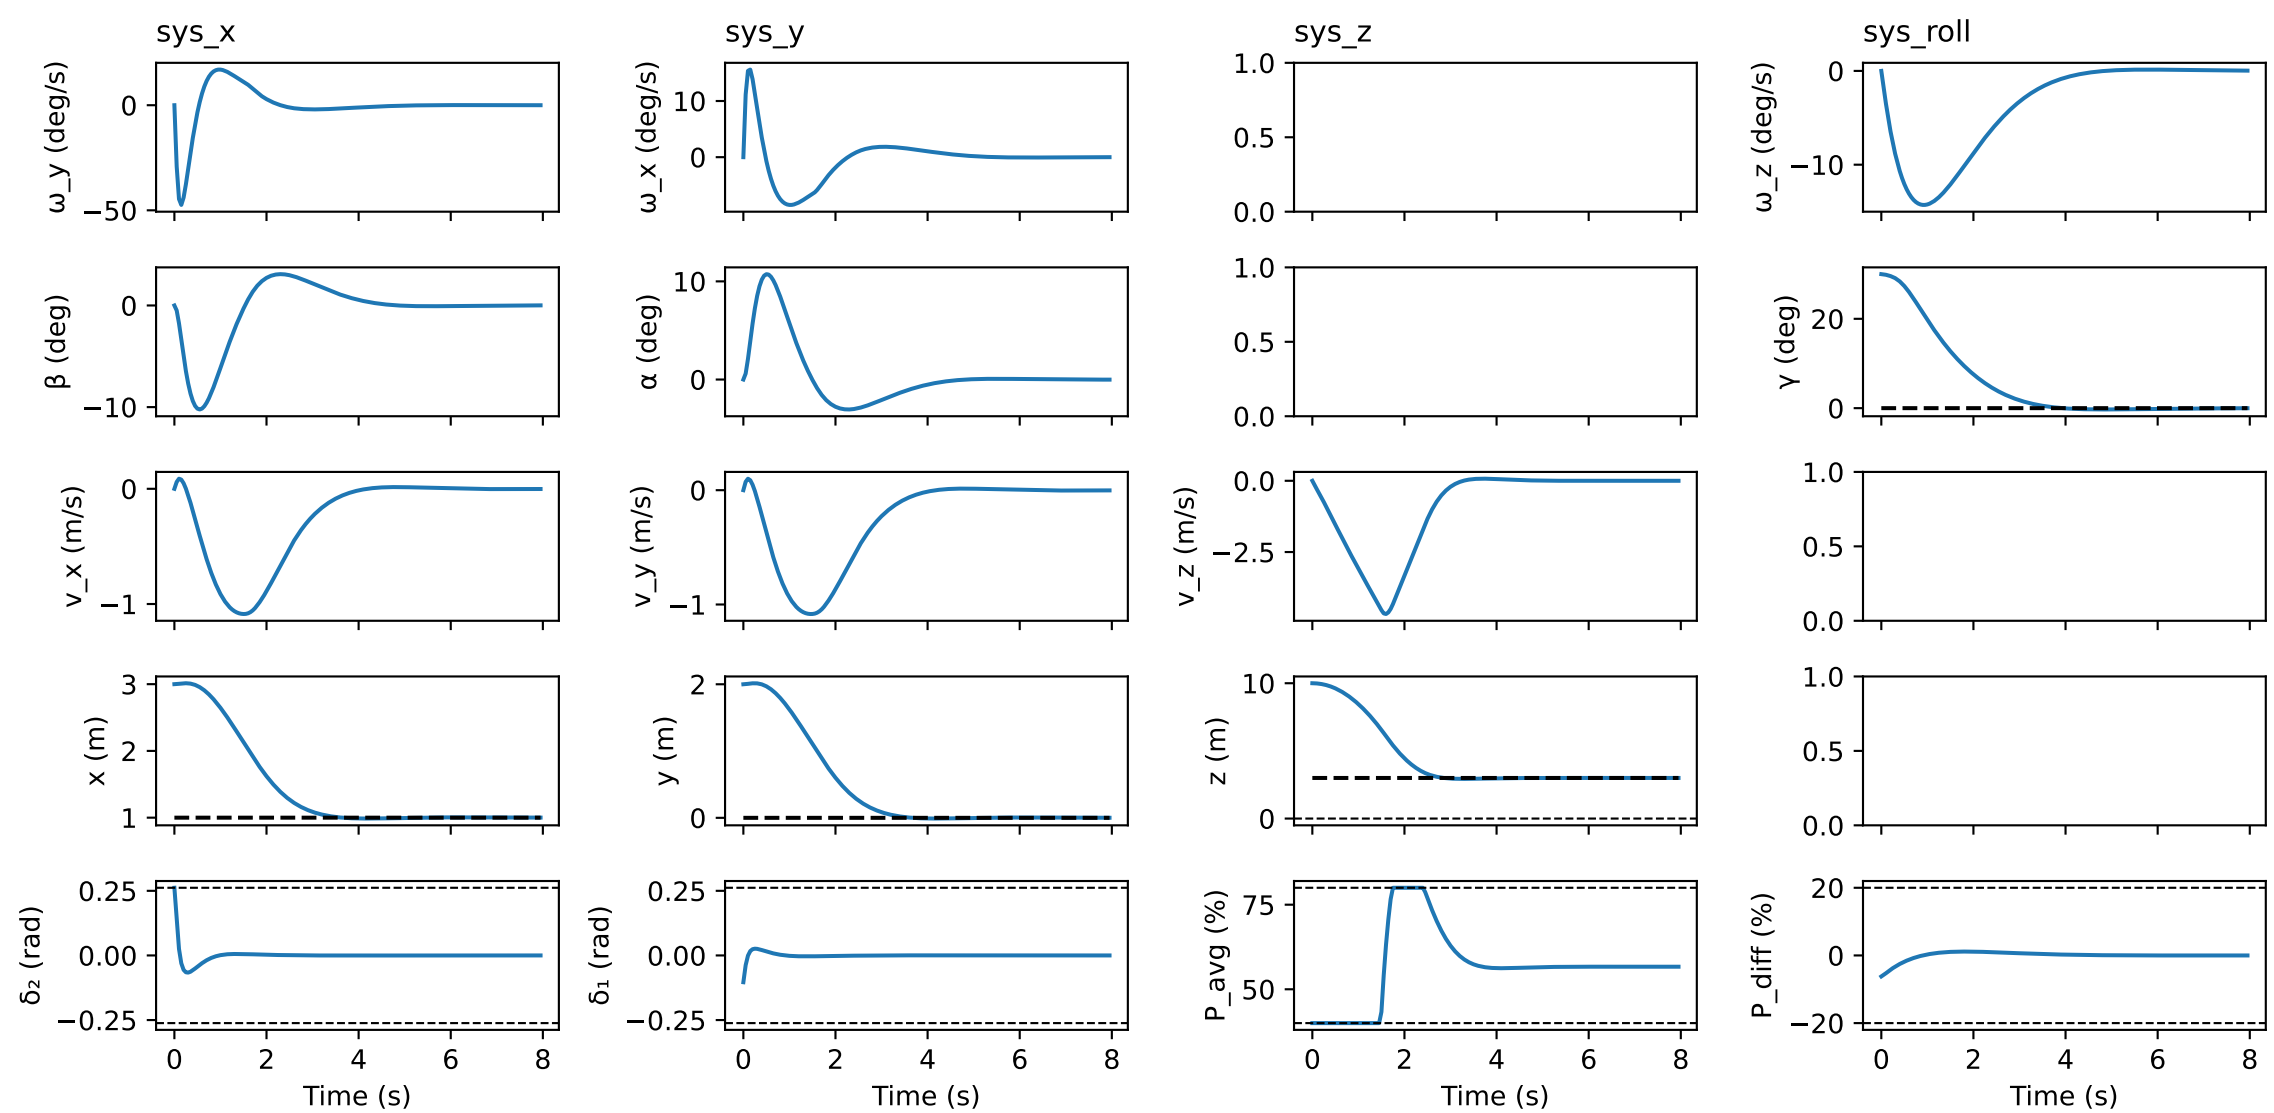 sys_x
sys_y
sys_z
sys_roll
ω_y (deg/s)
0
−50
ω_x (deg/s)
10
0
1.0
0.5
0.0
ω_z (deg/s)
0
−10
β (deg)
0
−10
α (deg)
10
0
1.0
0.5
0.0
γ (deg)
20
0
v_x (m/s)
0
−1
v_y (m/s)
0
−1
v_z (m/s)
0.0
−2.5
1.0
0.5
0.0
x (m)
3
2
1
y (m)
2
0
z (m)
10
0
1.0
0.5
0.0
δ₂ (rad)
0.25
0.00
−0.25
0 2 4 6 8
Time (s)
δ₁ (rad)
0.25
0.00
−0.25
0 2 4 6 8
Time (s)
P_avg (%)
75
50
0 2 4 6 8
Time (s)
P_diff (%)
20
0
−20
0 2 4 6 8
Time (s)